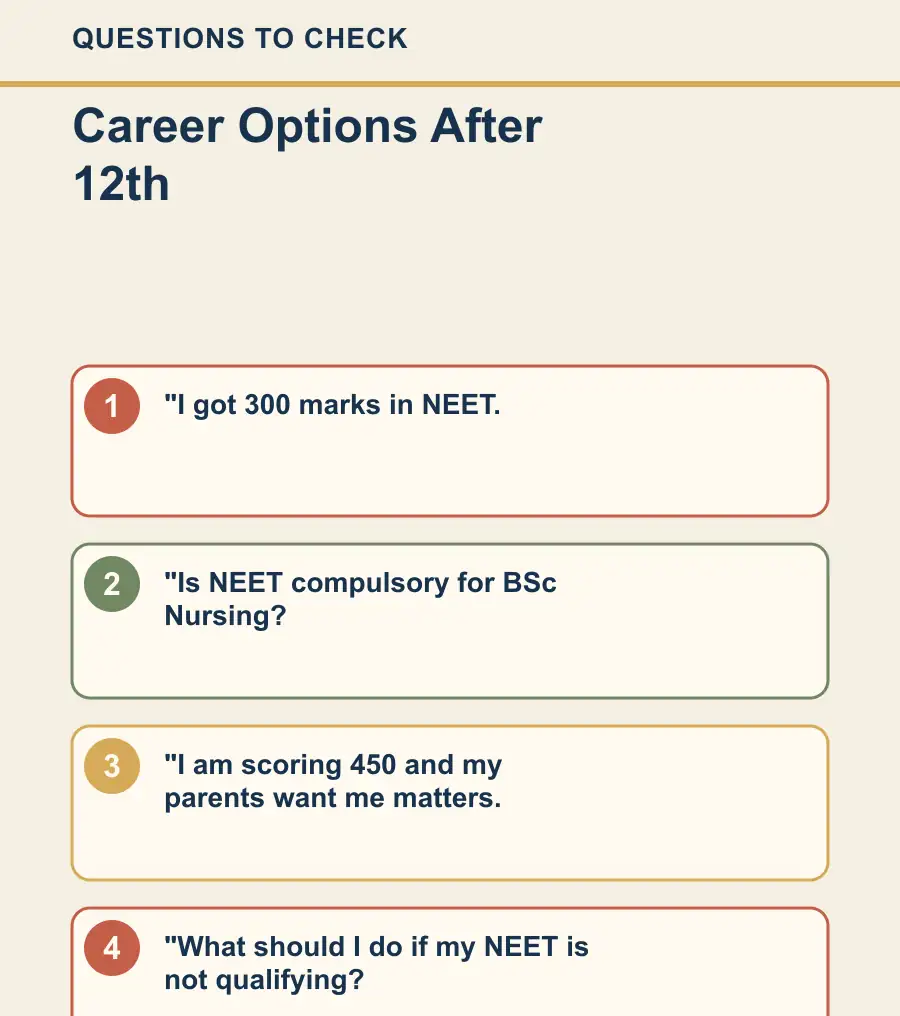 QUESTIONS TO CHECK
Career Options After
12th
1
"I got 300 marks in NEET.
2
"Is NEET compulsory for BSc
Nursing?
3
"I am scoring 450 and my
parents want me matters.
4
"What should I do if my NEET is
not qualifying?